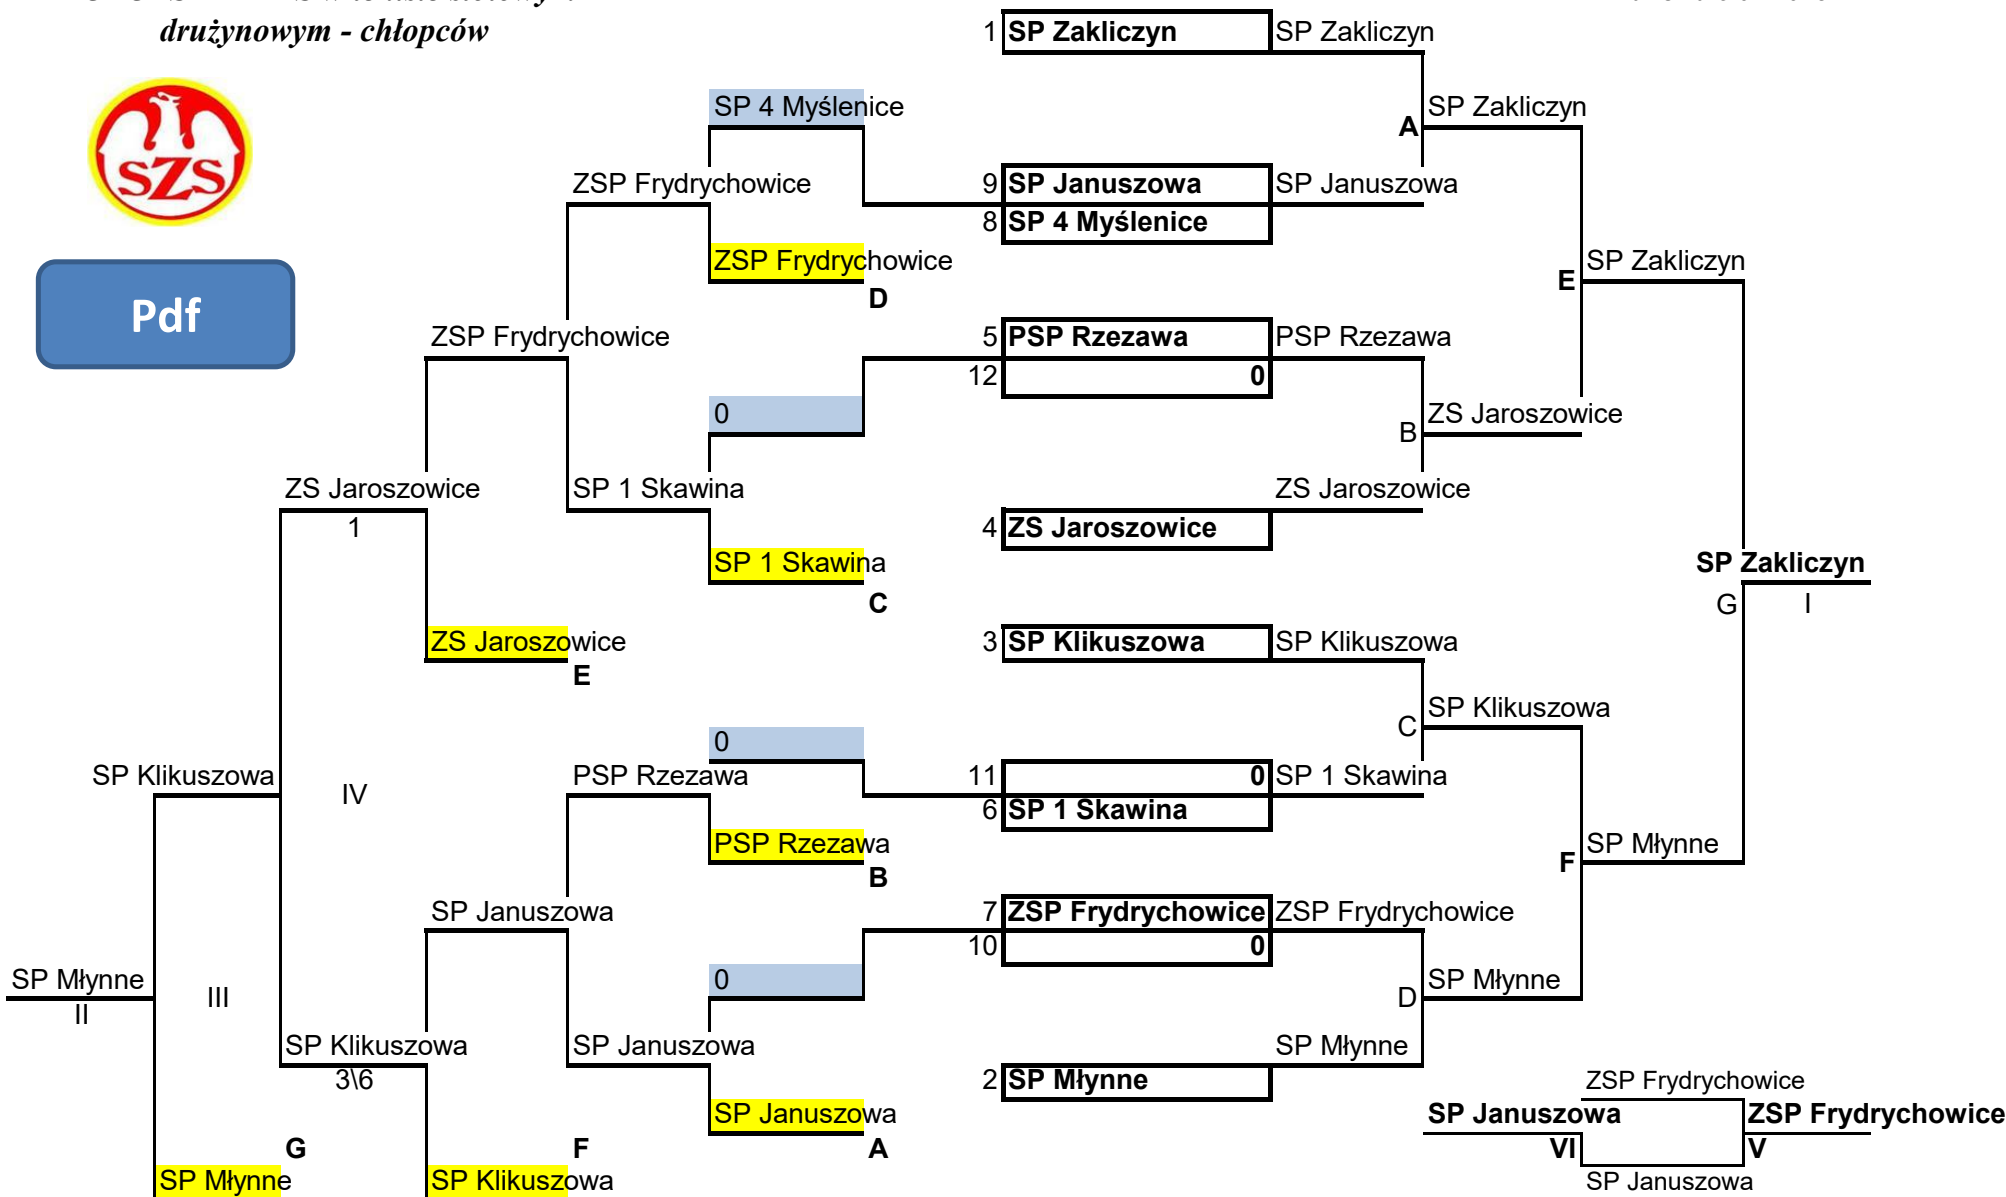 drużynowym - chłopców
1 SP Zakliczyn SP Zakliczyn
SP 4 Myślenice
SP Zakliczyn
A
SZS
ZSP Frydrychowice
9 SP Januszowa SP Januszowa
8 SP 4 Myślenice
ZSP Frydrychowice
D
SP Zakliczyn
E
Pdf
ZSP Frydrychowice
5 PSP Rzezawa PSP Rzezawa
12 0
0
ZS Jaroszowice
B
ZS Jaroszowice
1
SP 1 Skawina
ZS Jaroszowice
4 ZS Jaroszowice
SP 1 Skawina
C
SP Zakliczyn
G I
ZS Jaroszowice
E
3 SP Klikuszowa SP Klikuszowa
SP Klikuszowa
C
0
SP Klikuszowa
IV
PSP Rzezawa
11 0 SP 1 Skawina
6 SP 1 Skawina
PSP Rzezawa
B
SP Młynne
F
SP Januszowa
7 ZSP Frydrychowice ZSP Frydrychowice
10 0
SP Młynne
II
III
0
SP Młynne
D
SP Klikuszowa
3\6
SP Januszowa
SP Młynne
2 SP Młynne
ZSP Frydrychowice
SP Januszowa
A
SP Januszowa
VI
ZSP Frydrychowice
V
G
F
SP Młynne
SP Klikuszowa
SP Januszowa